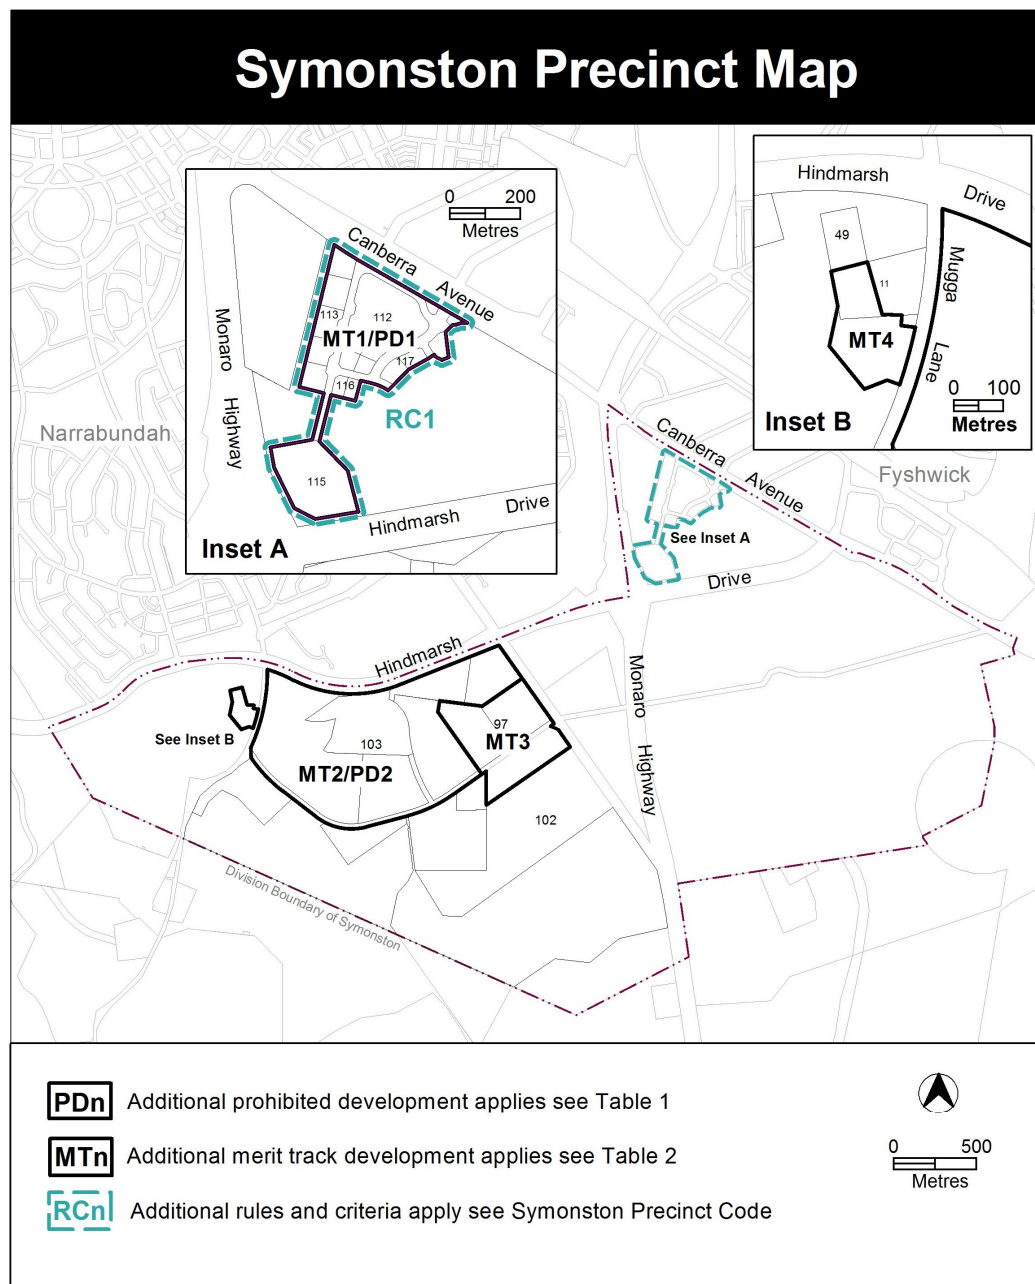 Symonston Precinct Map
Hindmarsh
Drive
49
11
Mugga
Lane
MT4
0 100
Metres
Inset B
0 200
Metres
Canberra
Avenue
Monaro
Highway
113
112
MT1/PD1
117
116
RC1
115
Hindmarsh
Drive
Inset A
Narrabundah
Fyshwick
Canberra
Avenue
See Inset A
Drive
Hindmarsh
Monaro
Highway
See Inset B
103
MT2/PD2
97
MT3
102
Division Boundary of Symonston
PDn Additional prohibited development applies see Table 1
MTn Additional merit track development applies see Table 2
RCn Additional rules and criteria apply see Symonston Precinct Code
0 500
Metres